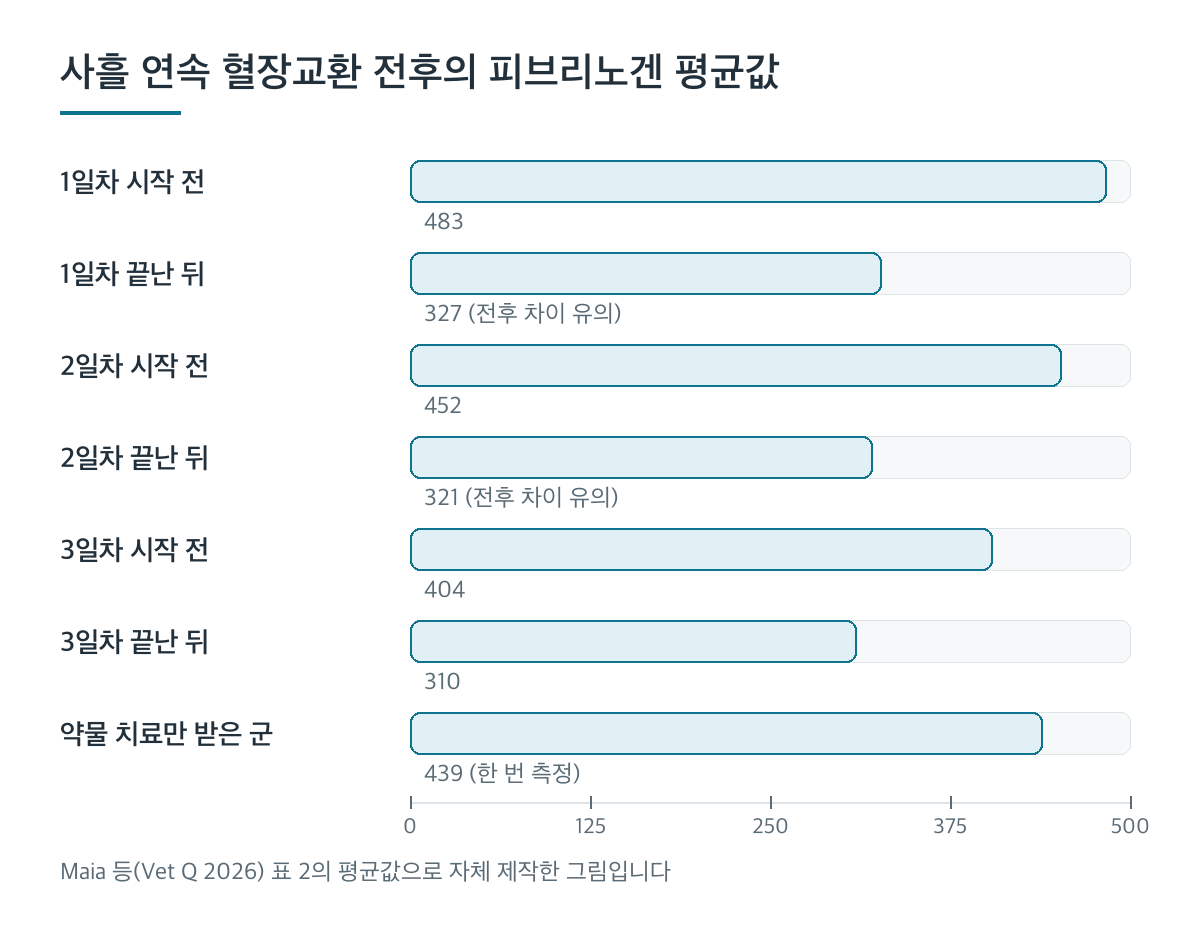 사흘 연속 혈장교환 전후의 피브리노겐 평균값
1일차 시작 전
483
1일차 끝난 뒤
327 (전후 차이 유의)
2일차 시작 전
452
2일차 끝난 뒤
321 (전후 차이 유의)
3일차 시작 전
404
3일차 끝난 뒤
310
약물 치료만 받은 군
439 (한 번 측정)
0 125 250 375 500
Maia 등(Vet Q 2026) 표 2의 평균값으로 자체 제작한 그림입니다